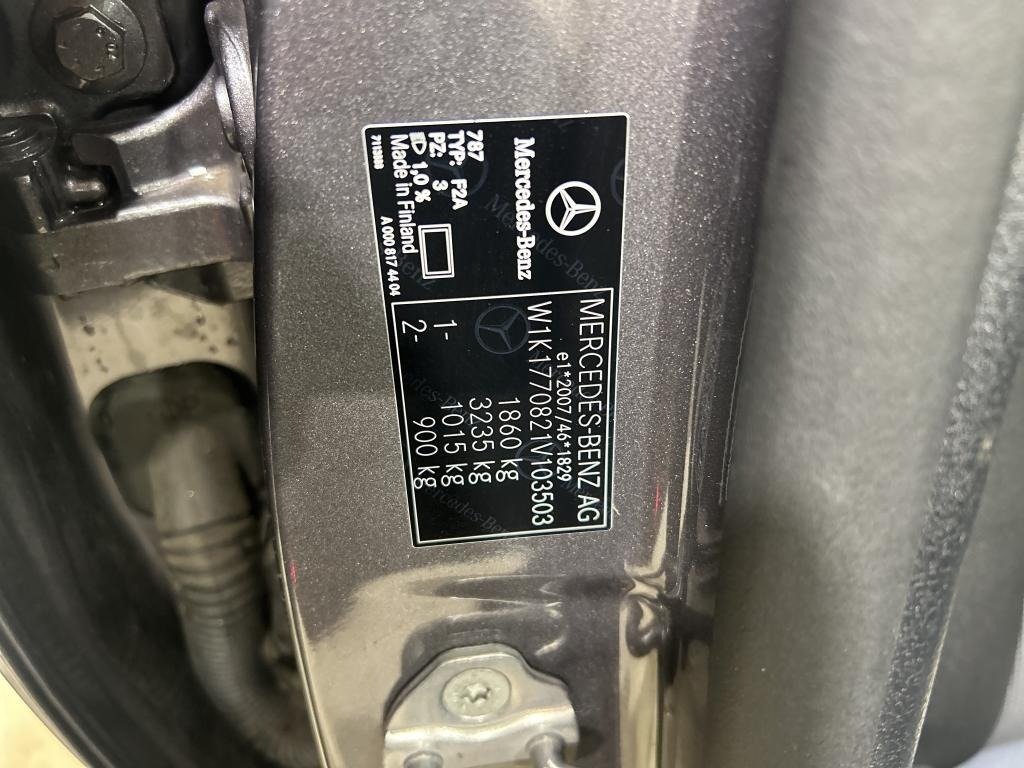 Mercedes-Benz
787
TYP: F2A
PZ: 3
1,0 %
Made in Finland
7113088
A 000 817 44 04
MERCEDES-BENZ AG
e1*2007/46*1829
W1K1770821V103503
1860 kg
3235 kg
1- 1015 kg
2- 900 kg